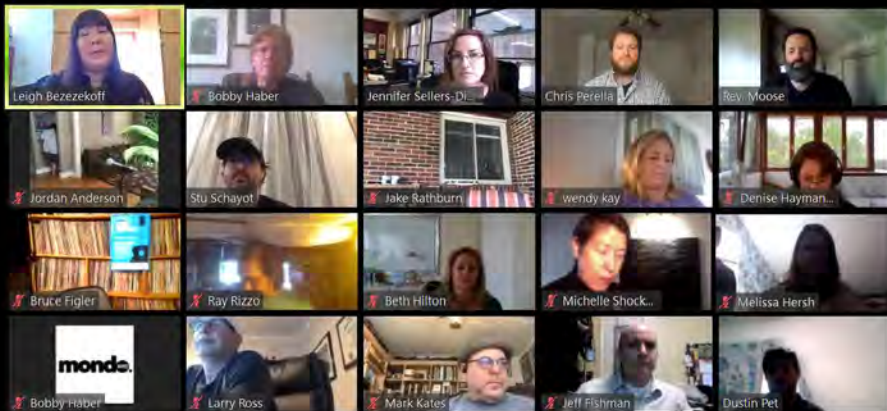 Leigh Bezezekoff
Bobby Haber
Jennifer Sellers-Di...
Chris Perella
Rev. Moose
Jordan Anderson
Stu Schayot
Jake Rathburn
wendy kay
Denise Hayman...
Bruce Figler
Ray Rizzo
Beth Hilton
Michelle Shock...
Melissa Hersh
mondo.
Bobby Haber
Larry Ross
Mark Kates
Jeff Fishman
Dustin Pet